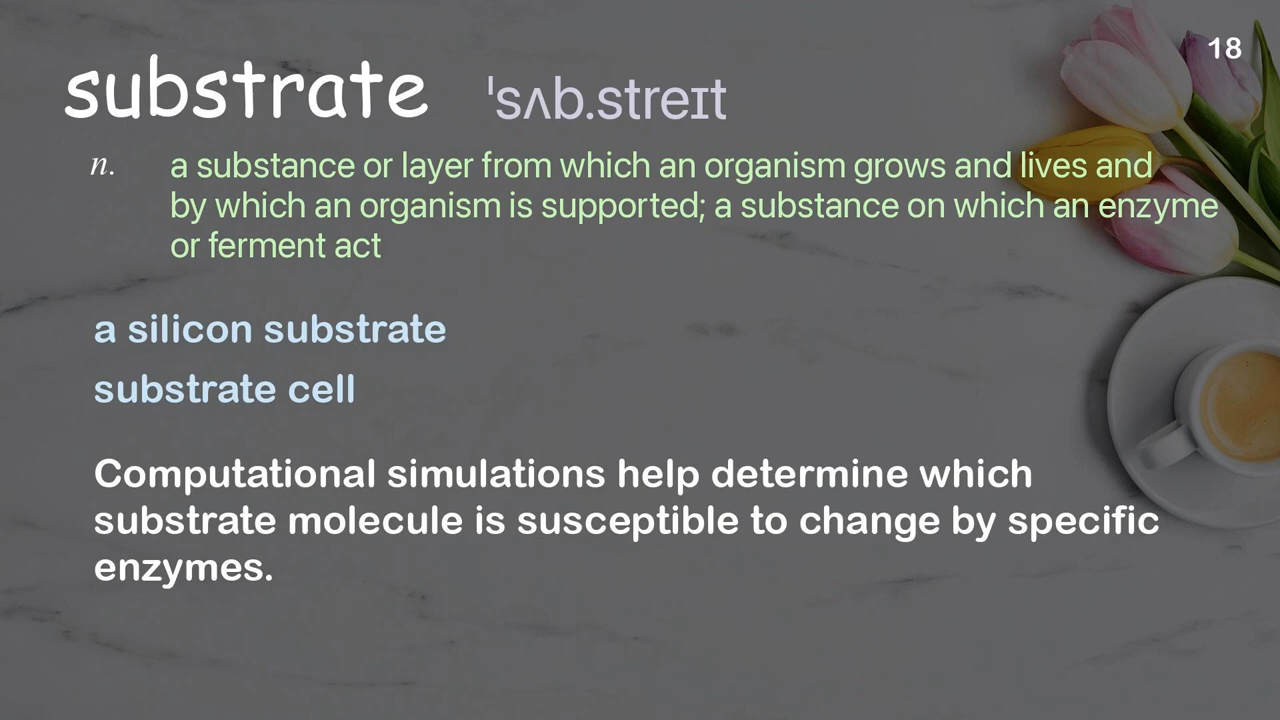 18
substrate ˈsʌb.streɪt
n. a substance or layer from which an organism grows and lives and
by which an organism is supported; a substance on which an enzyme
or ferment act
a silicon substrate
substrate cell
Computational simulations help determine which
substrate molecule is susceptible to change by specific
enzymes.